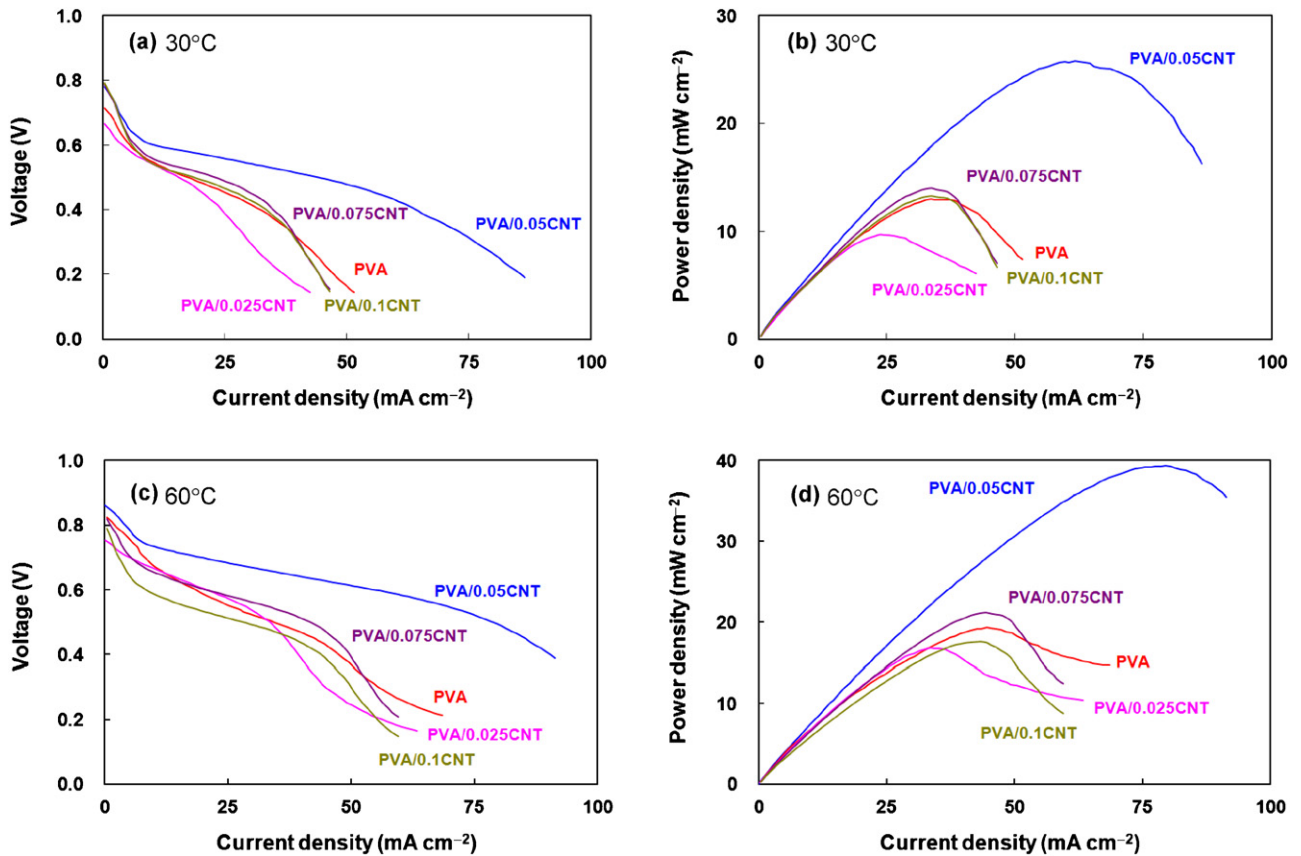 (a) 30°C
Voltage (V)
1.0
0.8
0.6
0.4
0.2
0.0
PVA/0.075CNT
PVA/0.05CNT
PVA
PVA/0.025CNT
PVA/0.1CNT
0 25 50 75 100
Current density (mA cm−2)
(b) 30°C
Power density (mW cm−2)
30
20
10
0
PVA/0.05CNT
PVA/0.075CNT
PVA
PVA/0.025CNT
PVA/0.1CNT
0 25 50 75 100
Current density (mA cm−2)
(c) 60°C
Voltage (V)
1.0
0.8
0.6
0.4
0.2
0.0
PVA/0.05CNT
PVA/0.075CNT
PVA
PVA/0.025CNT
PVA/0.1CNT
0 25 50 75 100
Current density (mA cm−2)
(d) 60°C
Power density (mW cm−2)
40
30
20
10
0
PVA/0.05CNT
PVA/0.075CNT
PVA
PVA/0.025CNT
PVA/0.1CNT
0 25 50 75 100
Current density (mA cm−2)